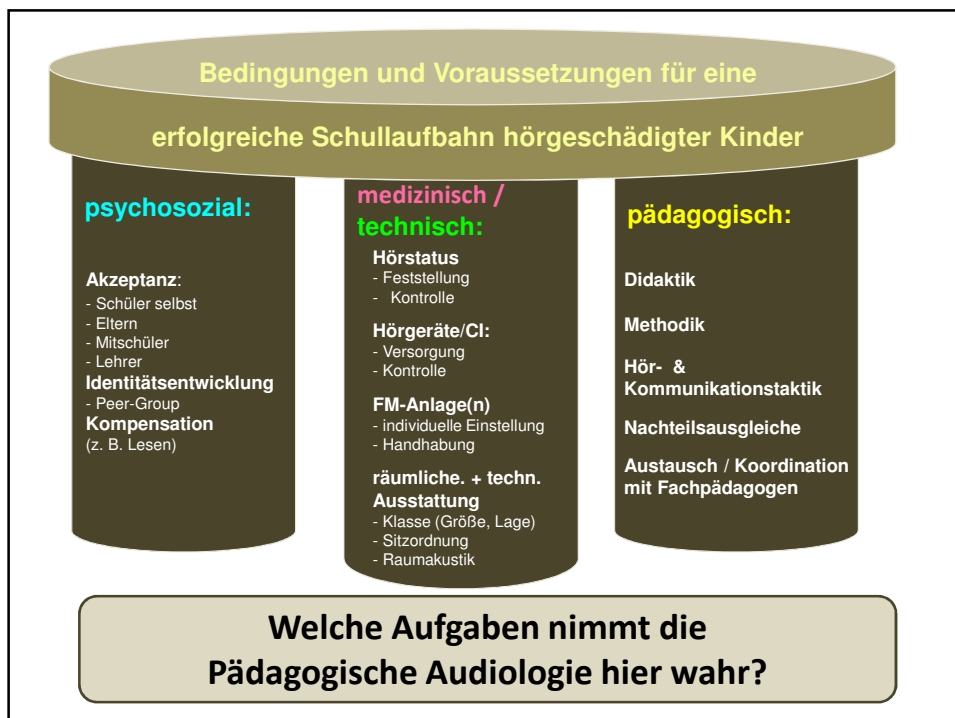 Bedingungen und Voraussetzungen für eine
erfolgreiche Schullaufbahn hörgeschädigter Kinder
psychosozial:
Akzeptanz:
- Schüler selbst
- Eltern
- Mitschüler
- Lehrer
Identitätsentwicklung
- Peer-Group
Kompensation
(z. B. Lesen)
medizinisch /
technisch:
Hörstatus
- Feststellung
- Kontrolle
Hörgeräte/CI:
- Versorgung
- Kontrolle
FM-Anlage(n)
- individuelle Einstellung
- Handhabung
räumliche. + techn.
Ausstattung
- Klasse (Größe, Lage)
- Sitzordnung
- Raumakustik
pädagogisch:
Didaktik
Methodik
Hör- &
Kommunikationstaktik
Nachteilsausgleiche
Austausch / Koordination
mit Fachpädagogen
Welche Aufgaben nimmt die
Pädagogische Audiologie hier wahr?